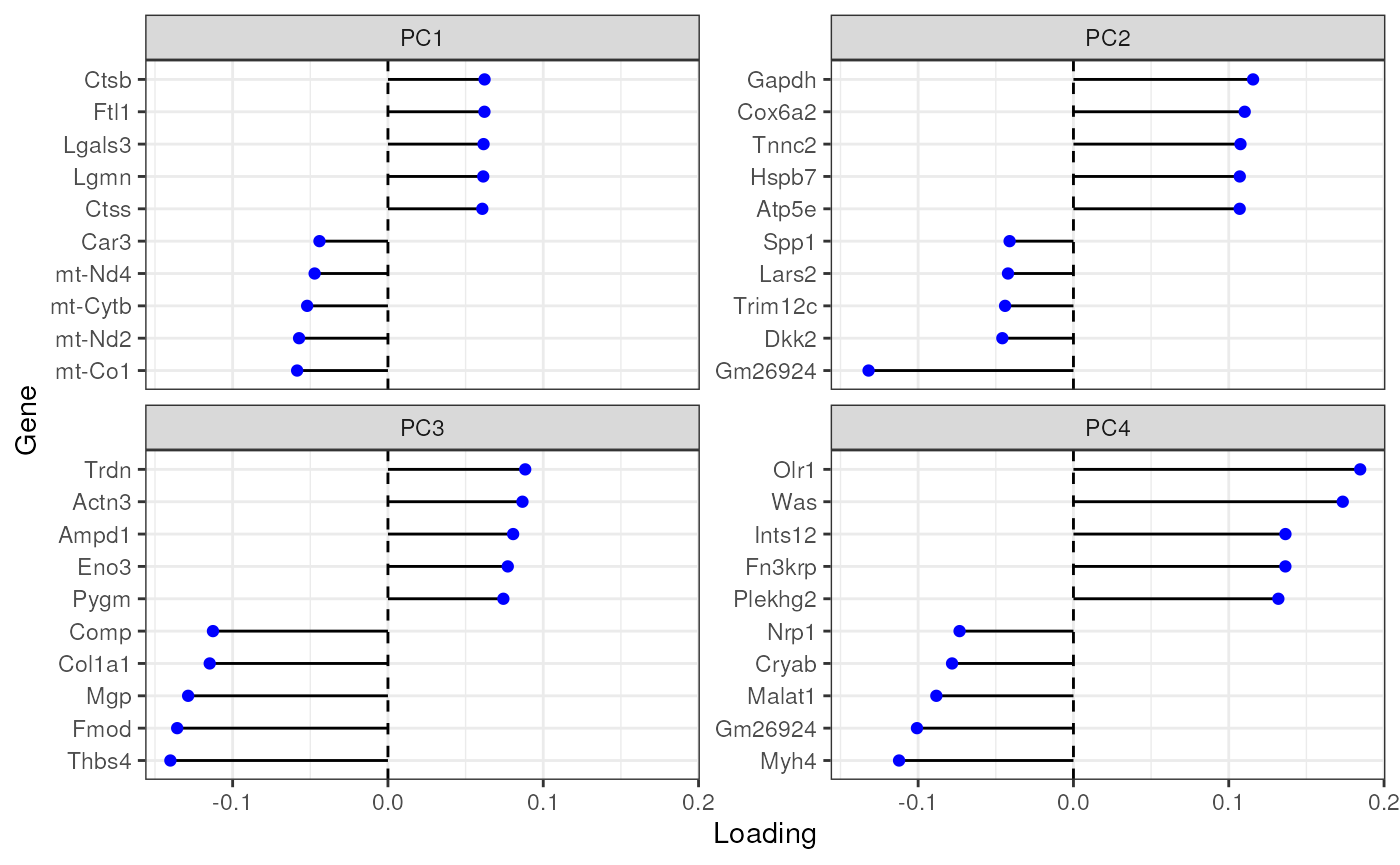 PC1
Ctsb
Ftl1
Lgals3
Lgmn
Ctss
Car3
mt-Nd4
mt-Cytb
mt-Nd2
mt-Co1
PC2
Gapdh
Cox6a2
Tnnc2
Hspb7
Atp5e
Spp1
Lars2
Trim12c
Dkk2
Gm26924
Gene
PC3
Trdn
Actn3
Ampd1
Eno3
Pygm
Comp
Col1a1
Mgp
Fmod
Thbs4
-0.1 0.0 0.1 0.2
PC4
Olr1
Was
Ints12
Fn3krp
Plekhg2
Nrp1
Cryab
Malat1
Gm26924
Myh4
-0.1 0.0 0.1 0.2
Loading